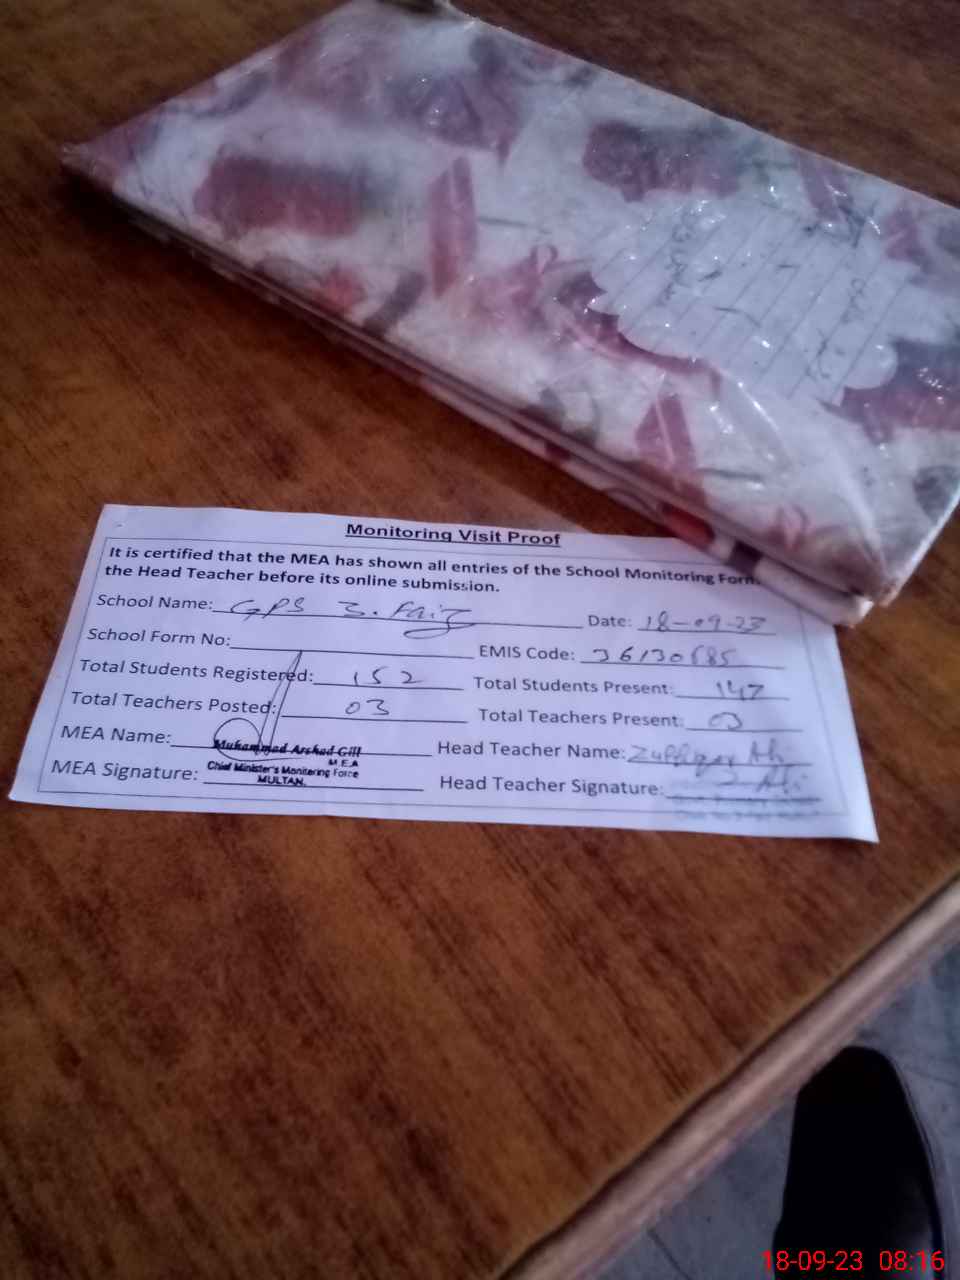 Monitoring Visit Proof
It is certified that the MEA has shown all entries of the School Monitoring Form
the Head Teacher before its online submission.
School Name: GPS 3. Faiz Date: 18-09-23
School Form No: EMIS Code: 36130685
Total Students Registered: 152 Total Students Present: 147
Total Teachers Posted: 03 Total Teachers Present: 03
MEA Name: Muhammad Arshad Gill Head Teacher Name: Ali
M.E.A
MEA Signature: Chief Minister's Monitoring Force Head Teacher Signature:
MULTAN.
18-09-23 08:16